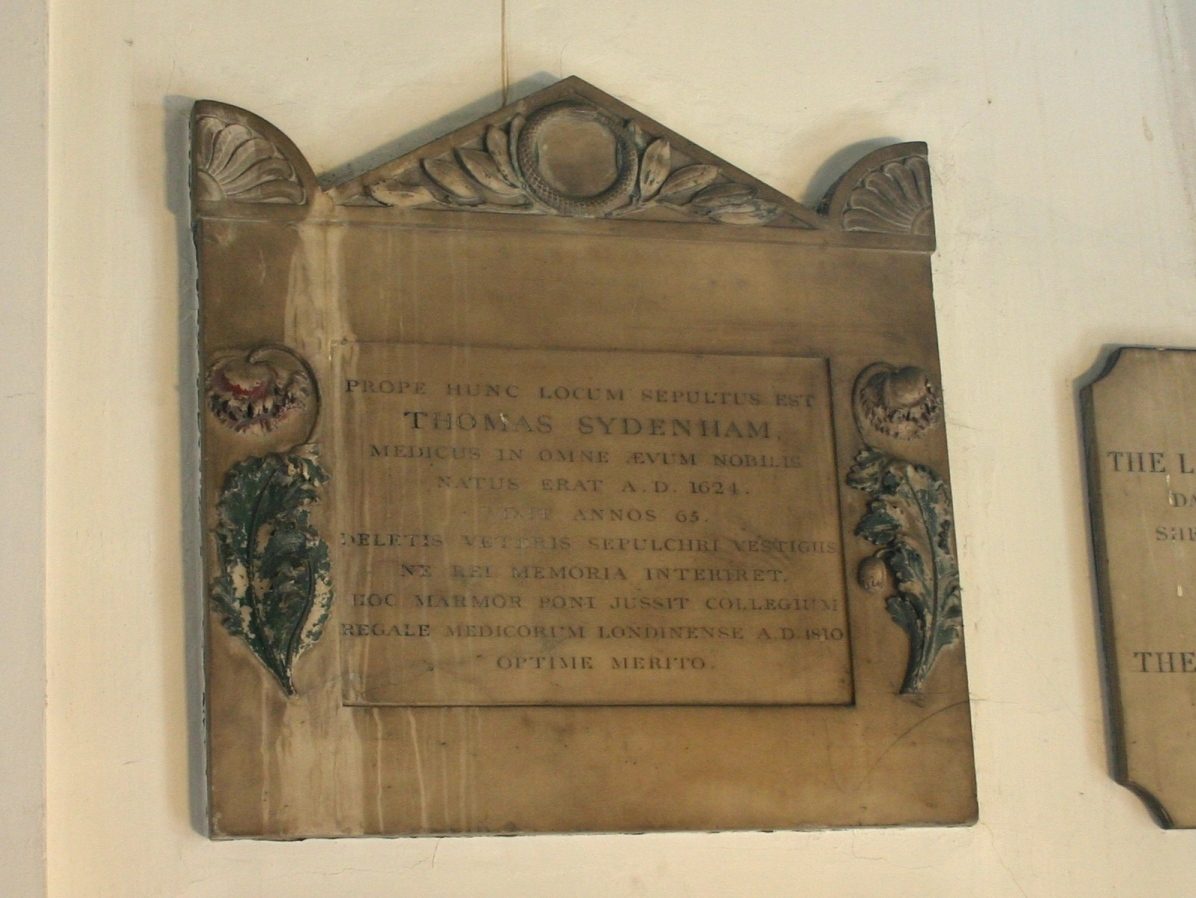 PROPE HUNC LOCUM SEPULTUS EST
THOMAS SYDENHAM,
MEDICUS IN OMNE ÆVUM NOBILIS
NATUS ERAT A.D. 1624.
VIXIT ANNOS 65.
DELETIS VETERIS SEPULCHRI VESTIGIIS
NE REI MEMORIA INTERIRET.
HOC MARMOR PONI JUSSIT COLLEGIUM
REGALE MEDICORUM LONDINENSE A.D. 1810
OPTIME MERITO.
THE
THE